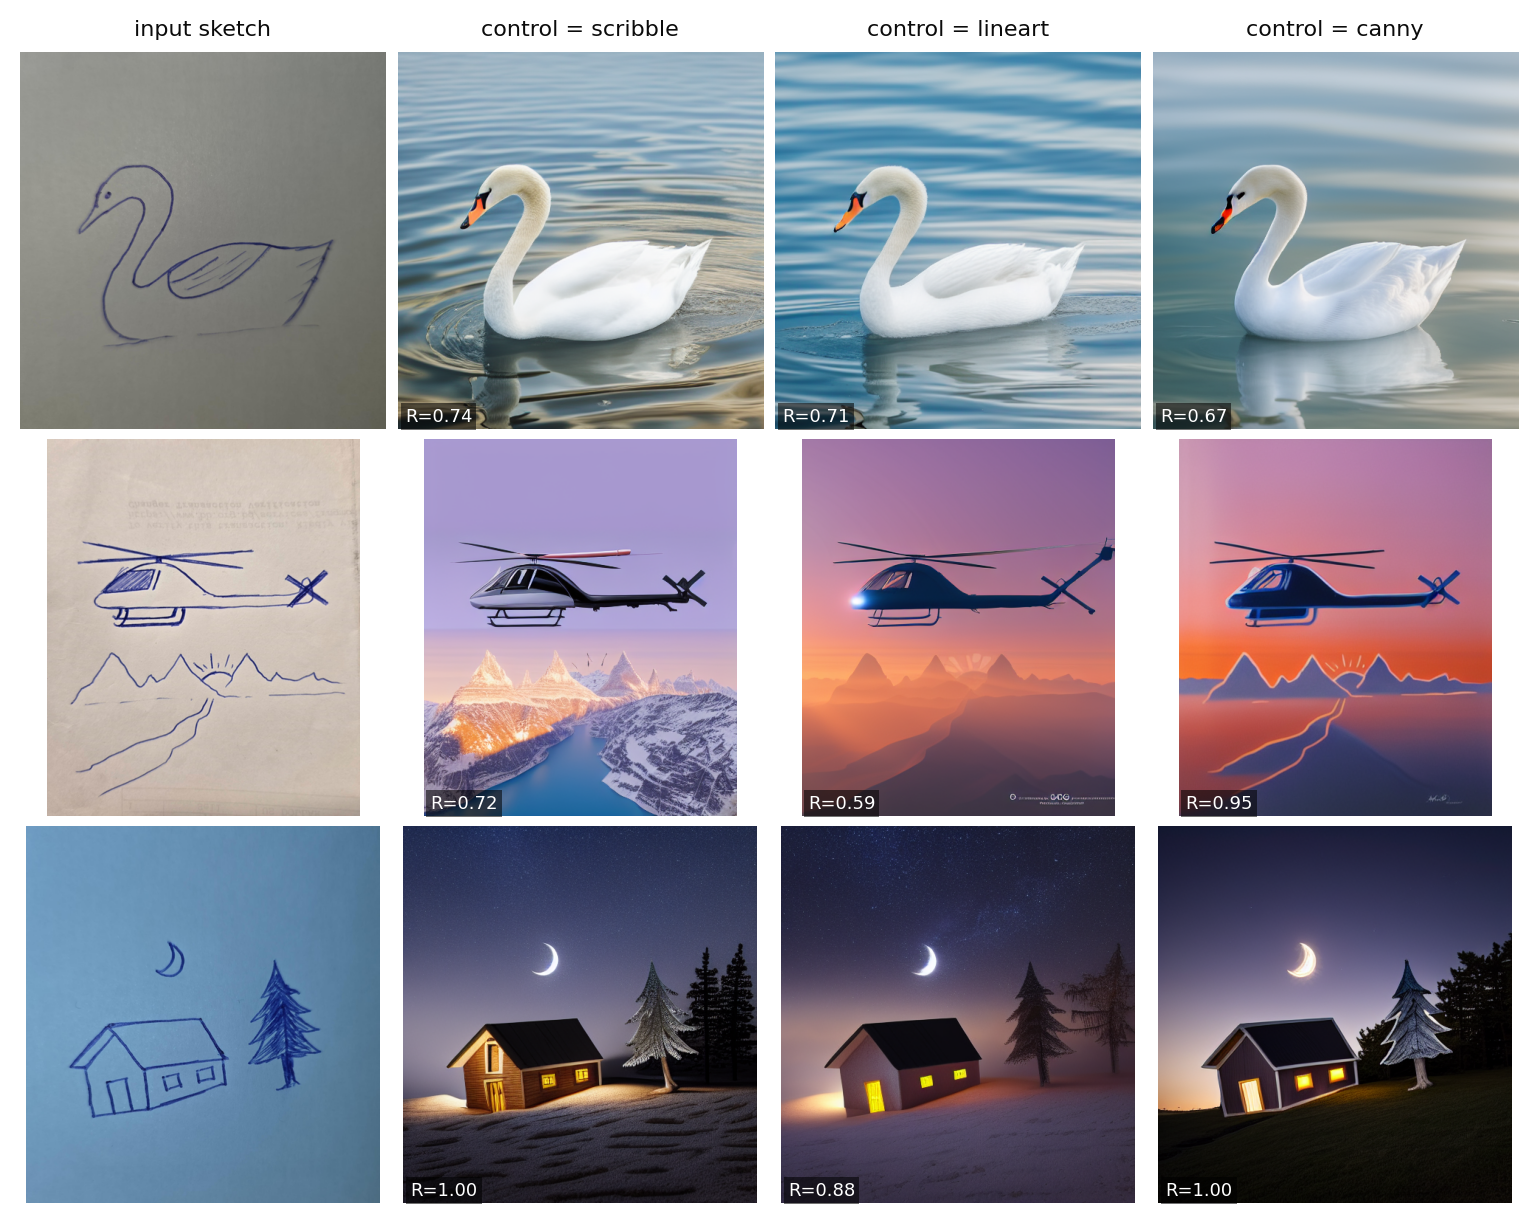 input sketch
control = scribble
control = lineart
control = canny
R=0.74
R=0.71
R=0.67
R=0.72
R=0.59
R=0.95
R=1.00
R=0.88
R=1.00